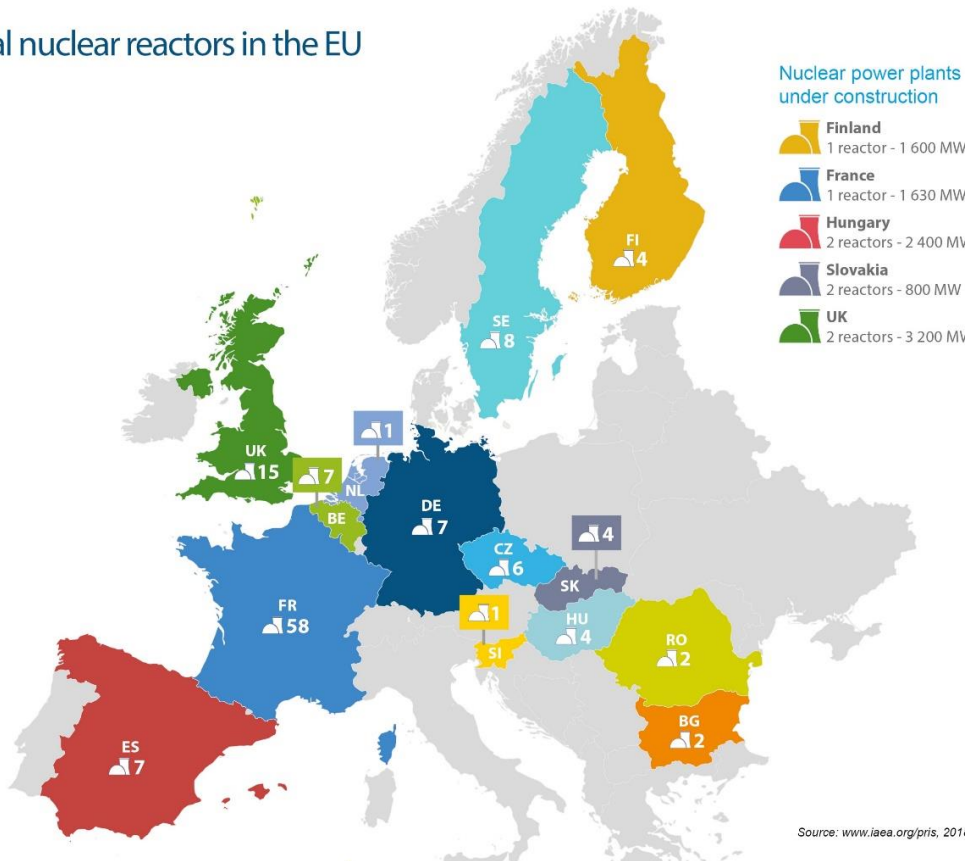 al nuclear reactors in the EU
Nuclear power plants
under construction
Finland
1 reactor - 1 600 MW
France
1 reactor - 1 630 MW
Hungary
2 reactors - 2 400 MW
Slovakia
2 reactors - 800 MW
UK
2 reactors - 3 200 MW
FI
4
SE
8
1
UK
15
7
NL
BE
DE
7
4
CZ
6
SK
1
FR
58
HU
4
SI
RO
2
ES
7
BG
2
Source: www.iaea.org/pris, 201